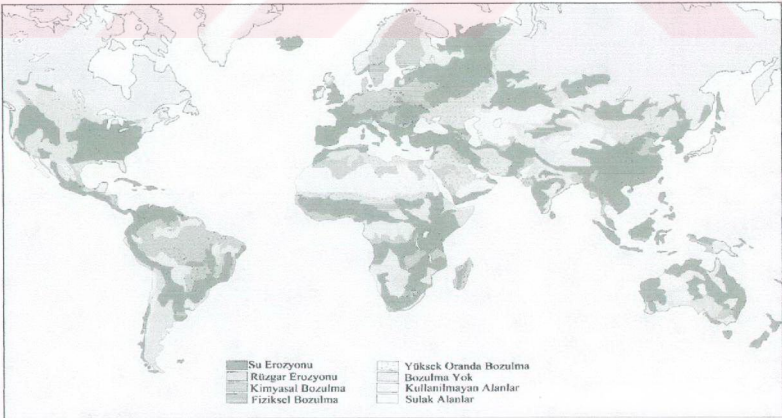 Su Erozyonu
Rüzgar Erozyonu
Kimyasal Bozulma
Fiziksel Bozulma
Yüksek Oranda Bozulma
Bozulma Yok
Kullanılmayan Alanlar
Sulak Alanlar